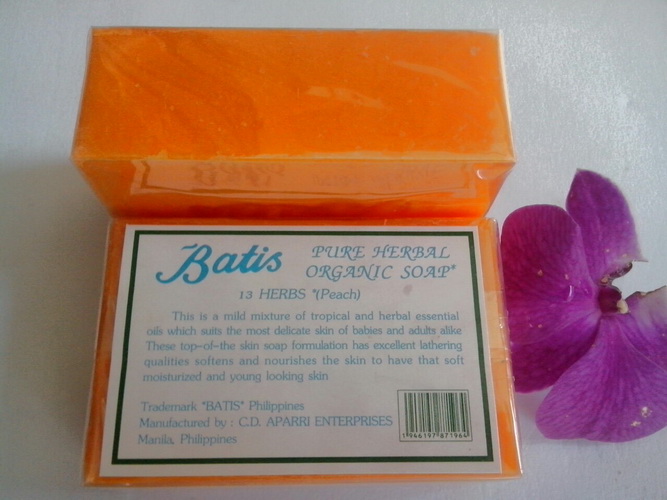 Batis PURE HERBAL
ORGANIC SOAP*
13 HERBS *(Peach)
This is a mild mixture of tropical and herbal essential
oils which suits the most delicate skin of babies and adults alike
These top-of-the skin soap formulation has excellent lathering
qualities softens and nourishes the skin to have that soft
moisturized and young looking skin
Trademark "BATIS" Philippines
Manufactured by : C.D. APARRI ENTERPRISES
Manila, Philippines
1946197871964